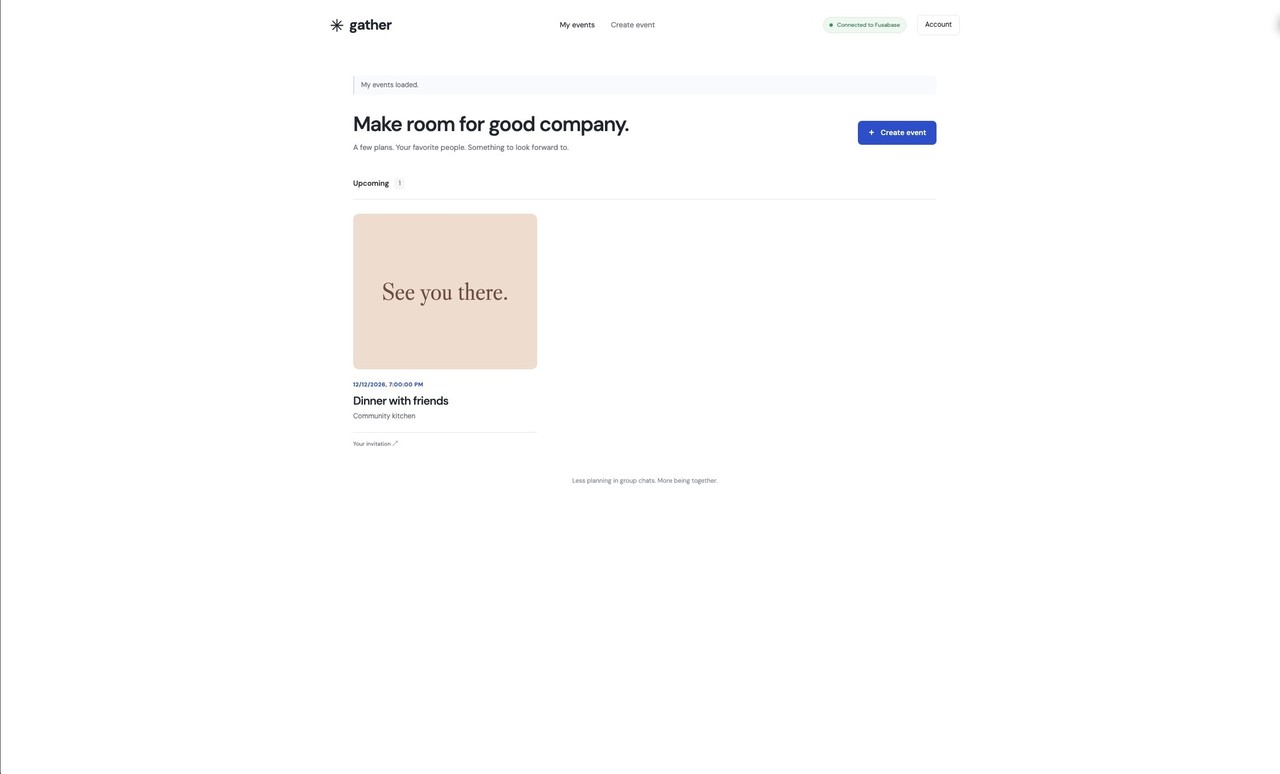 gather
My events
Create event
Connected to Fusebase
Account
My events loaded.
Make room for good company.
+ Create event
A few plans. Your favorite people. Something to look forward to.
Upcoming 1
See you there.
12/12/2026, 7:00:00 PM
Dinner with friends
Community kitchen
Your invitation ↗
Less planning in group chats. More being together.